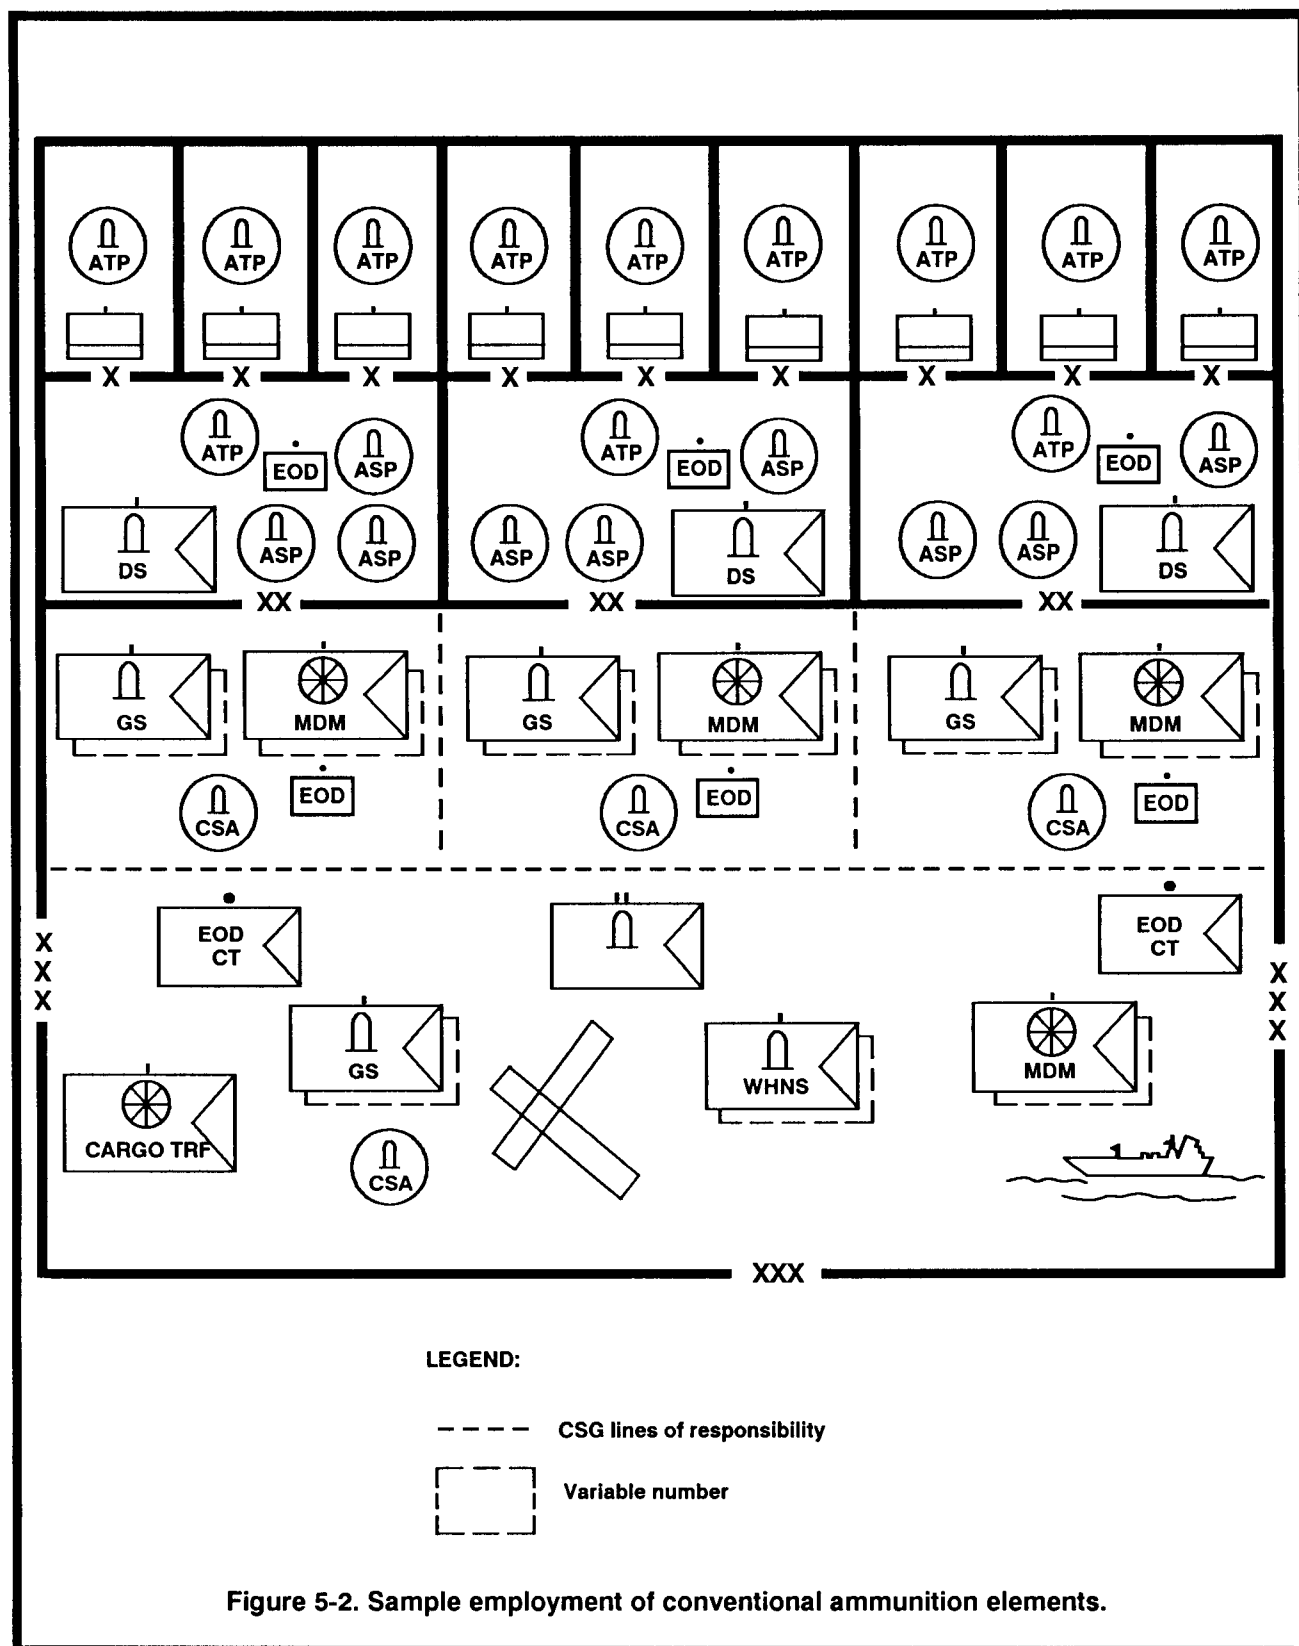 ATP ATP ATP ATP ATP ATP ATP ATP ATP
X X X X X X X X X
ATP EOD ASP ATP EOD ASP ATP EOD ASP
DS ASP ASP ASP ASP DS ASP ASP DS
XX XX XX
GS MDM GS MDM GS MDM
CSA EOD CSA EOD CSA EOD
EOD
CT
EOD
CT
X
X
X
X
X
X
GS
WHNS
MDM
CARGO TRF
CSA
XXX
LEGEND:
CSG lines of responsibility
Variable number
Figure 5-2. Sample employment of conventional ammunition elements.